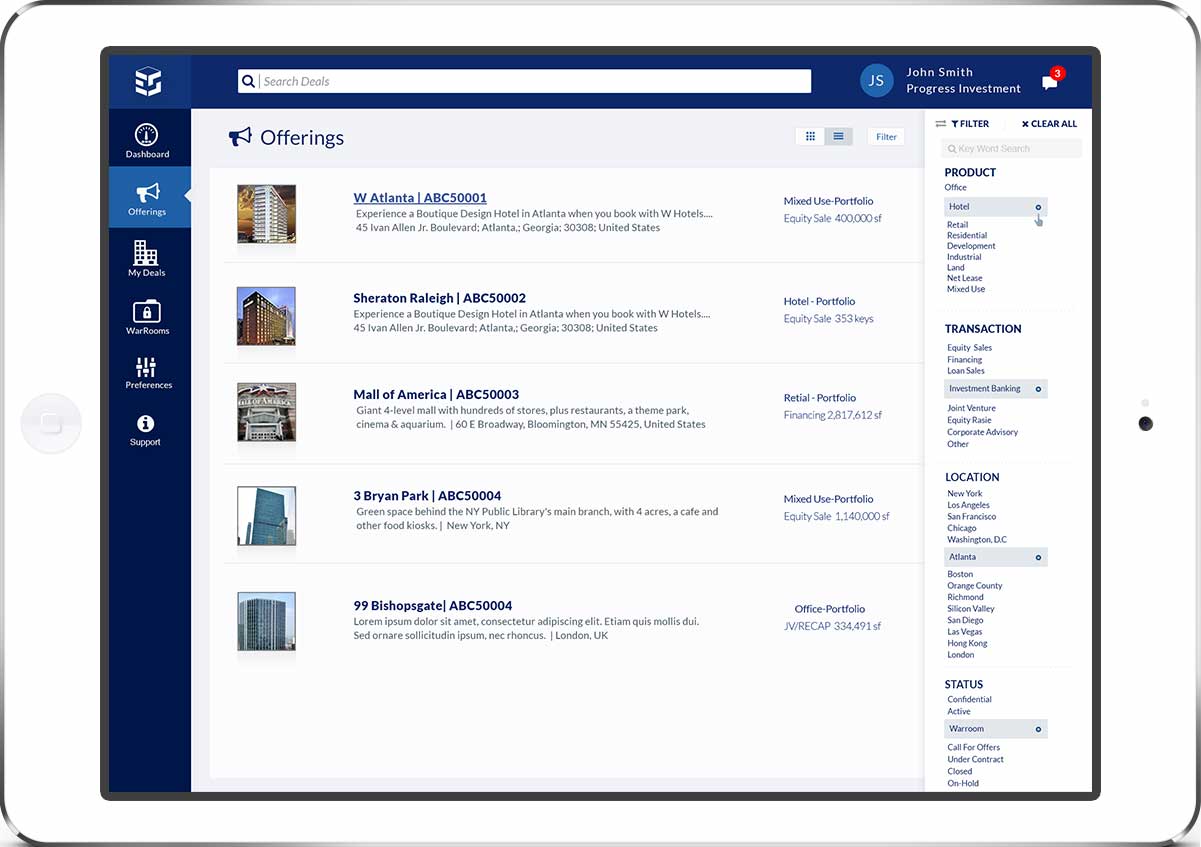 Search Deals
JS
John Smith
Progress Investment
3
Dashboard
Offerings
My Deals
WarRooms
Preferences
Support
Offerings
Filter
W Atlanta | ABC50001
Experience a Boutique Design Hotel in Atlanta when you book with W Hotels....
45 Ivan Allen Jr. Boulevard; Atlanta,; Georgia; 30308; United States
Mixed Use-Portfolio
Equity Sale 400,000 sf
Sheraton Raleigh | ABC50002
Experience a Boutique Design Hotel in Atlanta when you book with W Hotels....
45 Ivan Allen Jr. Boulevard; Atlanta,; Georgia; 30308; United States
Hotel - Portfolio
Equity Sale 353 keys
MALL OF AMERICA
Mall of America | ABC50003
Giant 4-level mall with hundreds of stores, plus restaurants, a theme park,
cinema & aquarium. | 60 E Broadway, Bloomington, MN 55425, United States
Retial - Portfolio
Financing 2,817,612 sf
3 Bryan Park | ABC50004
Green space behind the NY Public Library's main branch, with 4 acres, a cafe and
other food kiosks. | New York, NY
Mixed Use-Portfolio
Equity Sale 1,140,000 sf
99 Bishopsgate| ABC50004
Lorem ipsum dolor sit amet, consectetur adipiscing elit. Etiam quis mollis dui.
Sed ornare sollicitudin ipsum, nec rhoncus. | London, UK
Office-Portfolio
JV/RECAP 334,491 sf
FILTER
CLEAR ALL
Key Word Search
PRODUCT
Office
Hotel
Retail
Residential
Development
Industrial
Land
Net Lease
Mixed Use
TRANSACTION
Equity Sales
Financing
Loan Sales
Investment Banking
Joint Venture
Equity Rasie
Corporate Advisory
Other
LOCATION
New York
Los Angeles
San Francisco
Chicago
Washington, D.C
Atlanta
Boston
Orange County
Richmond
Silicon Valley
San Diego
Las Vegas
Hong Kong
London
STATUS
Confidential
Active
Warroom
Call For Offers
Under Contract
Closed
On-Hold